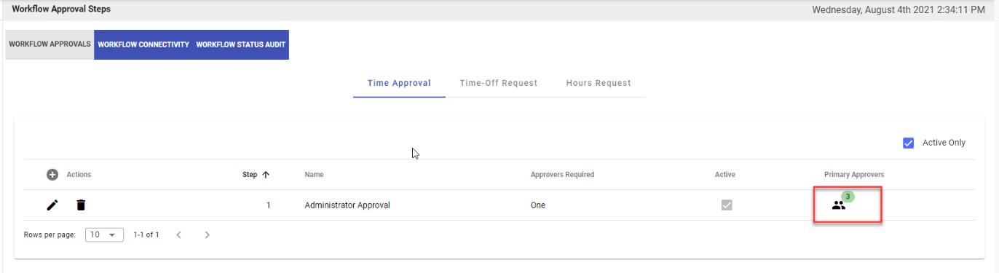 Workflow Approval Steps
Wednesday, August 4th 2021 2:34:11 PM
WORKFLOW APPROVALS WORKFLOW CONNECTIVITY WORKFLOW STATUS AUDIT
Time Approval Time-Off Request Hours Request
Active Only
Actions Step Name Approvers Required Active Primary Approvers
1 Administrator Approval One 3
Rows per page: 10 1-1 of 1